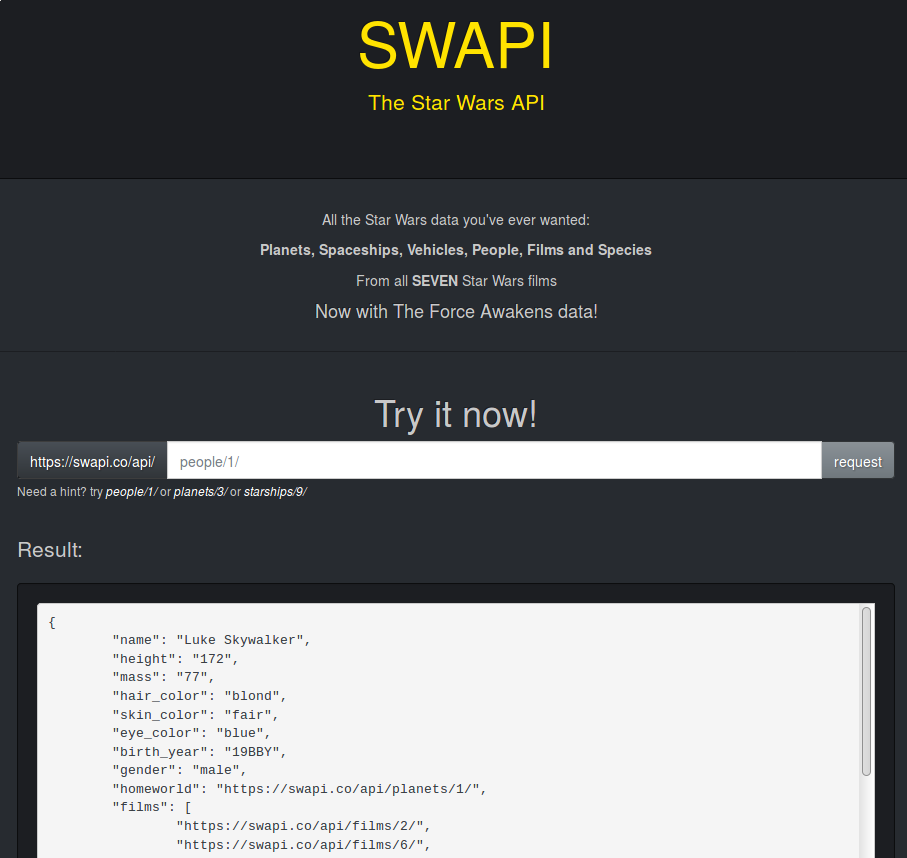 SWAPI
The Star Wars API
All the Star Wars data you've ever wanted:
Planets, Spaceships, Vehicles, People, Films and Species
From all SEVEN Star Wars films
Now with The Force Awakens data!
Try it now!
https://swapi.co/api/ people/1/ request
Need a hint? try people/1/ or planets/3/ or starships/9/
Result:
{
"name": "Luke Skywalker",
"height": "172",
"mass": "77",
"hair_color": "blond",
"skin_color": "fair",
"eye_color": "blue",
"birth_year": "19BBY",
"gender": "male",
"homeworld": "https://swapi.co/api/planets/1/",
"films": [
"https://swapi.co/api/films/2/",
"https://swapi.co/api/films/6/",